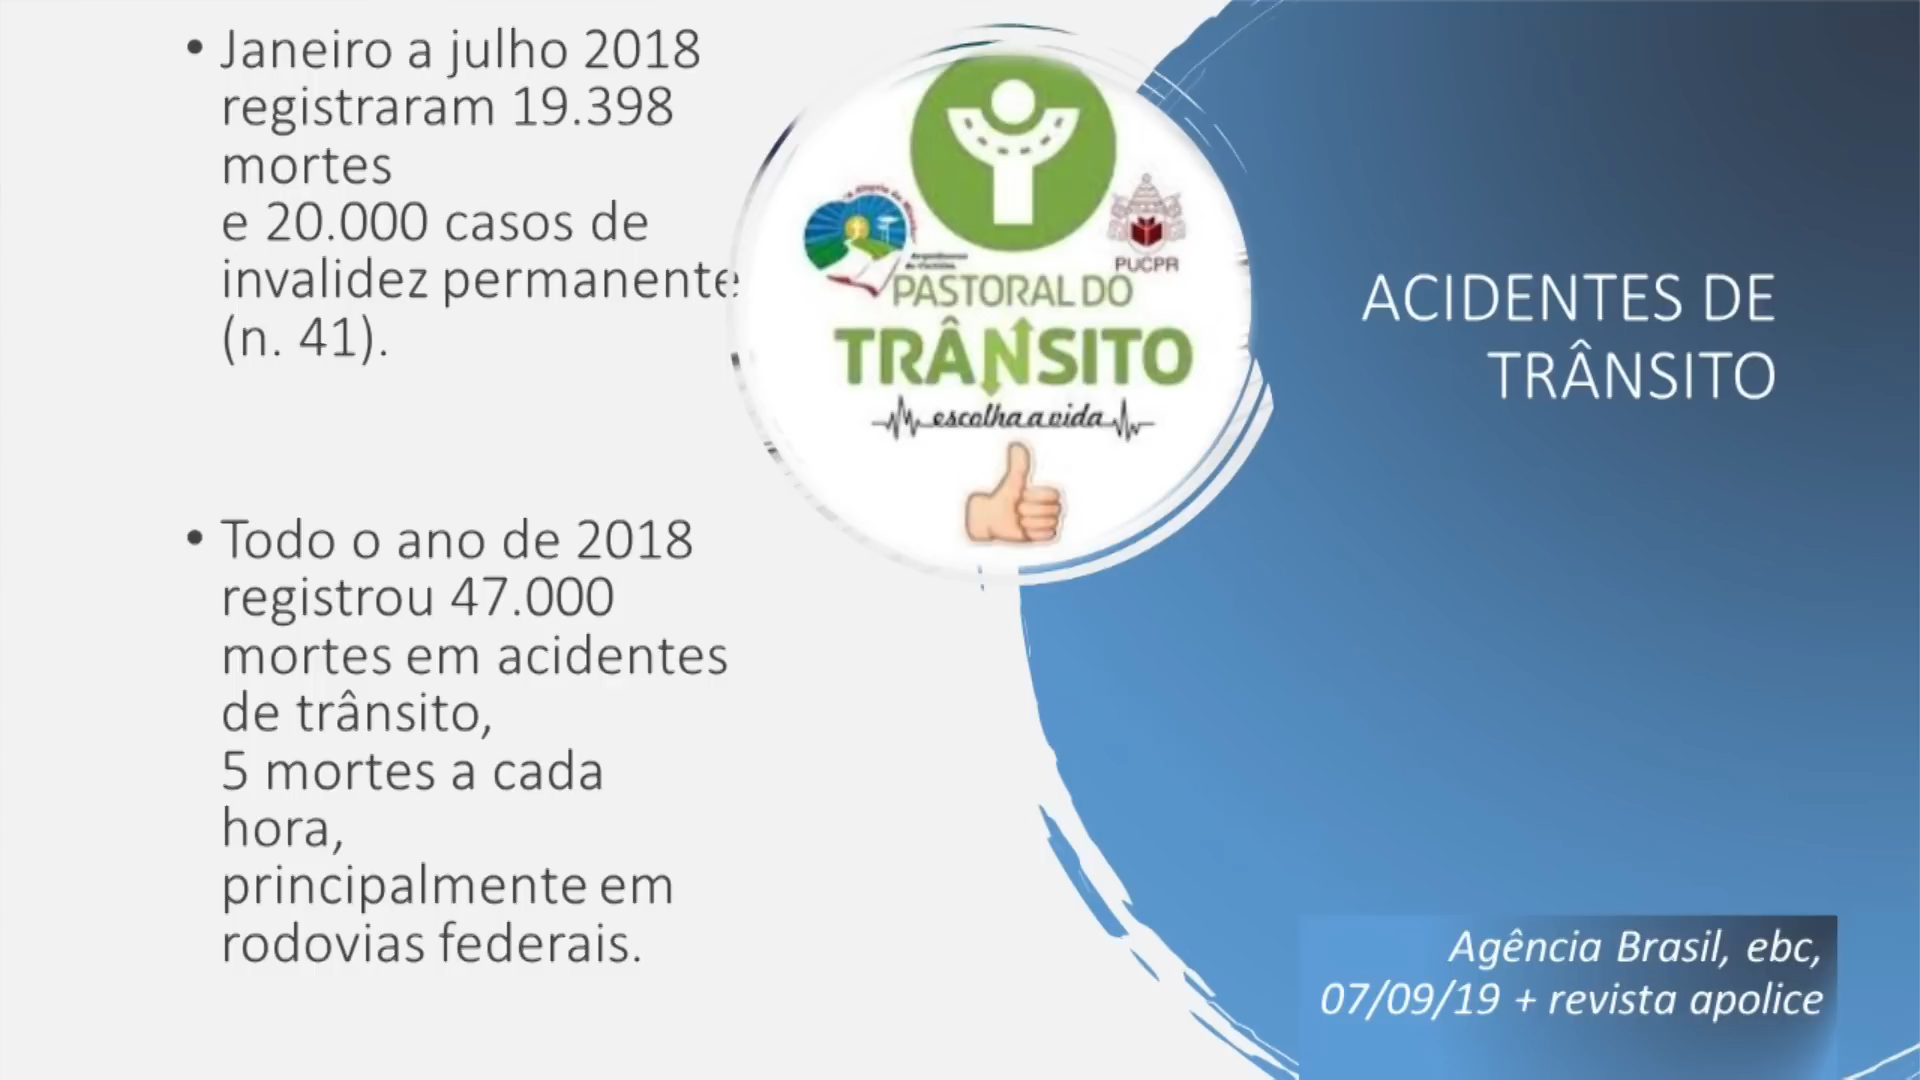 • Janeiro a julho 2018
registraram 19.398
mortes
e 20.000 casos de
invalidez permanente
(n. 41).
• Todo o ano de 2018
registrou 47.000
mortes em acidentes
de trânsito,
5 mortes a cada
hora,
principalmente em
rodovias federais.
PUCPR
PASTORAL DO
TRÂNSITO
escolha a vida
ACIDENTES DE
TRÂNSITO
Agência Brasil, ebc,
07/09/19 + revista apolice